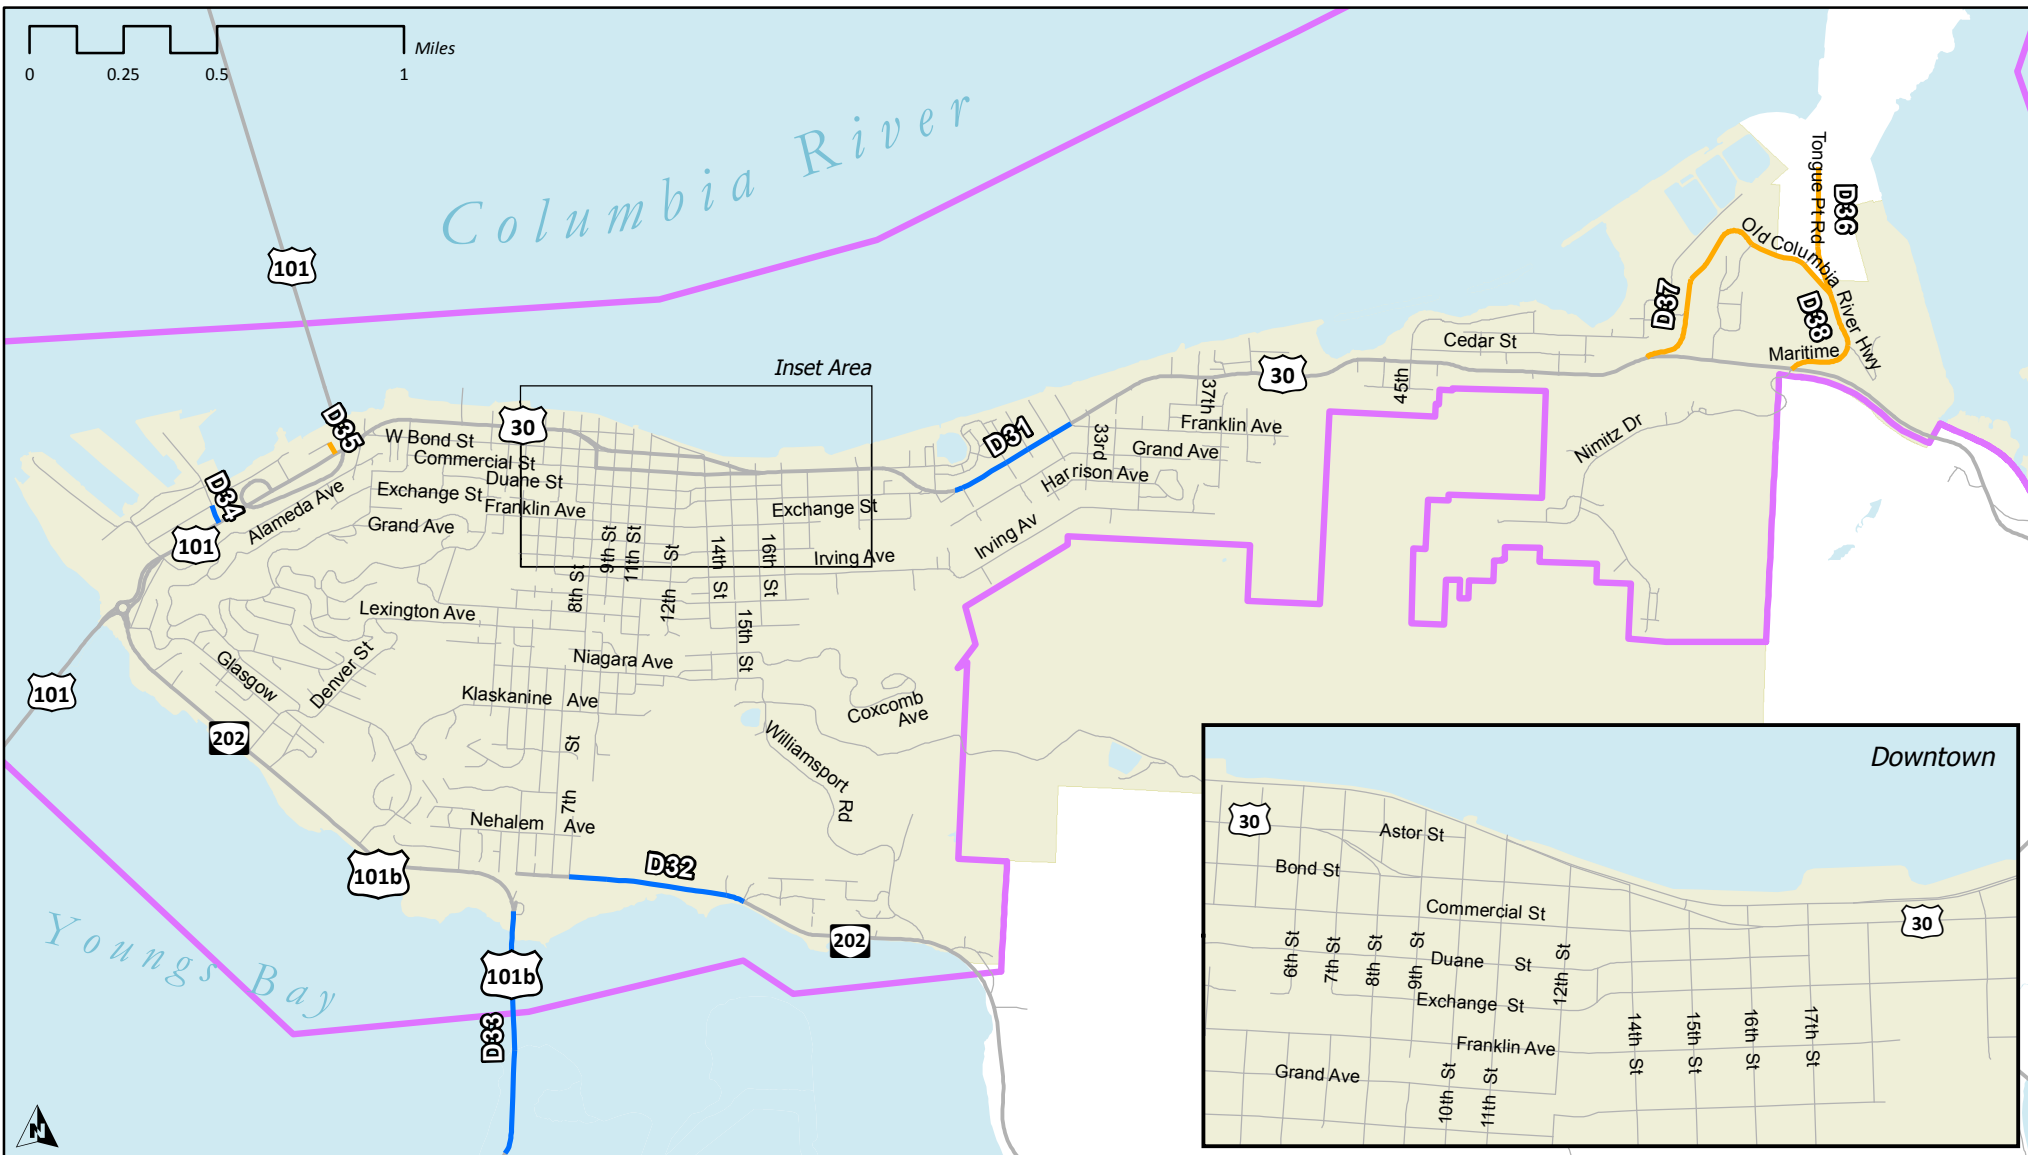 Miles
0 0.25 0.5 1
Columbia River
101
Tongue Pt Rd
D36
Old Columbia River Hwy
D37
D38
Maritime
Cedar St
30
45th
37th
Franklin Ave
33rd
Grand Ave
Harrison Ave
Nimitz Dr
Inset Area
D31
30
D35
W Bond St
Commercial St
Duane St
Exchange St
Franklin Ave
Grand Ave
D34
101
Alameda Ave
Exchange St
Irving Av
Irving Ave
9th St
11th St
12th St
14th St
16th St
8th St
15th St
Lexington Ave
Denver St
Glasgow
Niagara Ave
Klaskanine Ave
Coxcomb Ave
101
202
Williamsport Rd
7th St
Nehalem Ave
101b
D32
202
101b
D33
Youngs Bay
N
Downtown
30
Astor St
Bond St
Commercial St
30
6th St
7th St
8th St
9th St
Duane St
12th St
Exchange St
14th St
15th St
16th St
17th St
Franklin Ave
Grand Ave
10th St
11th St